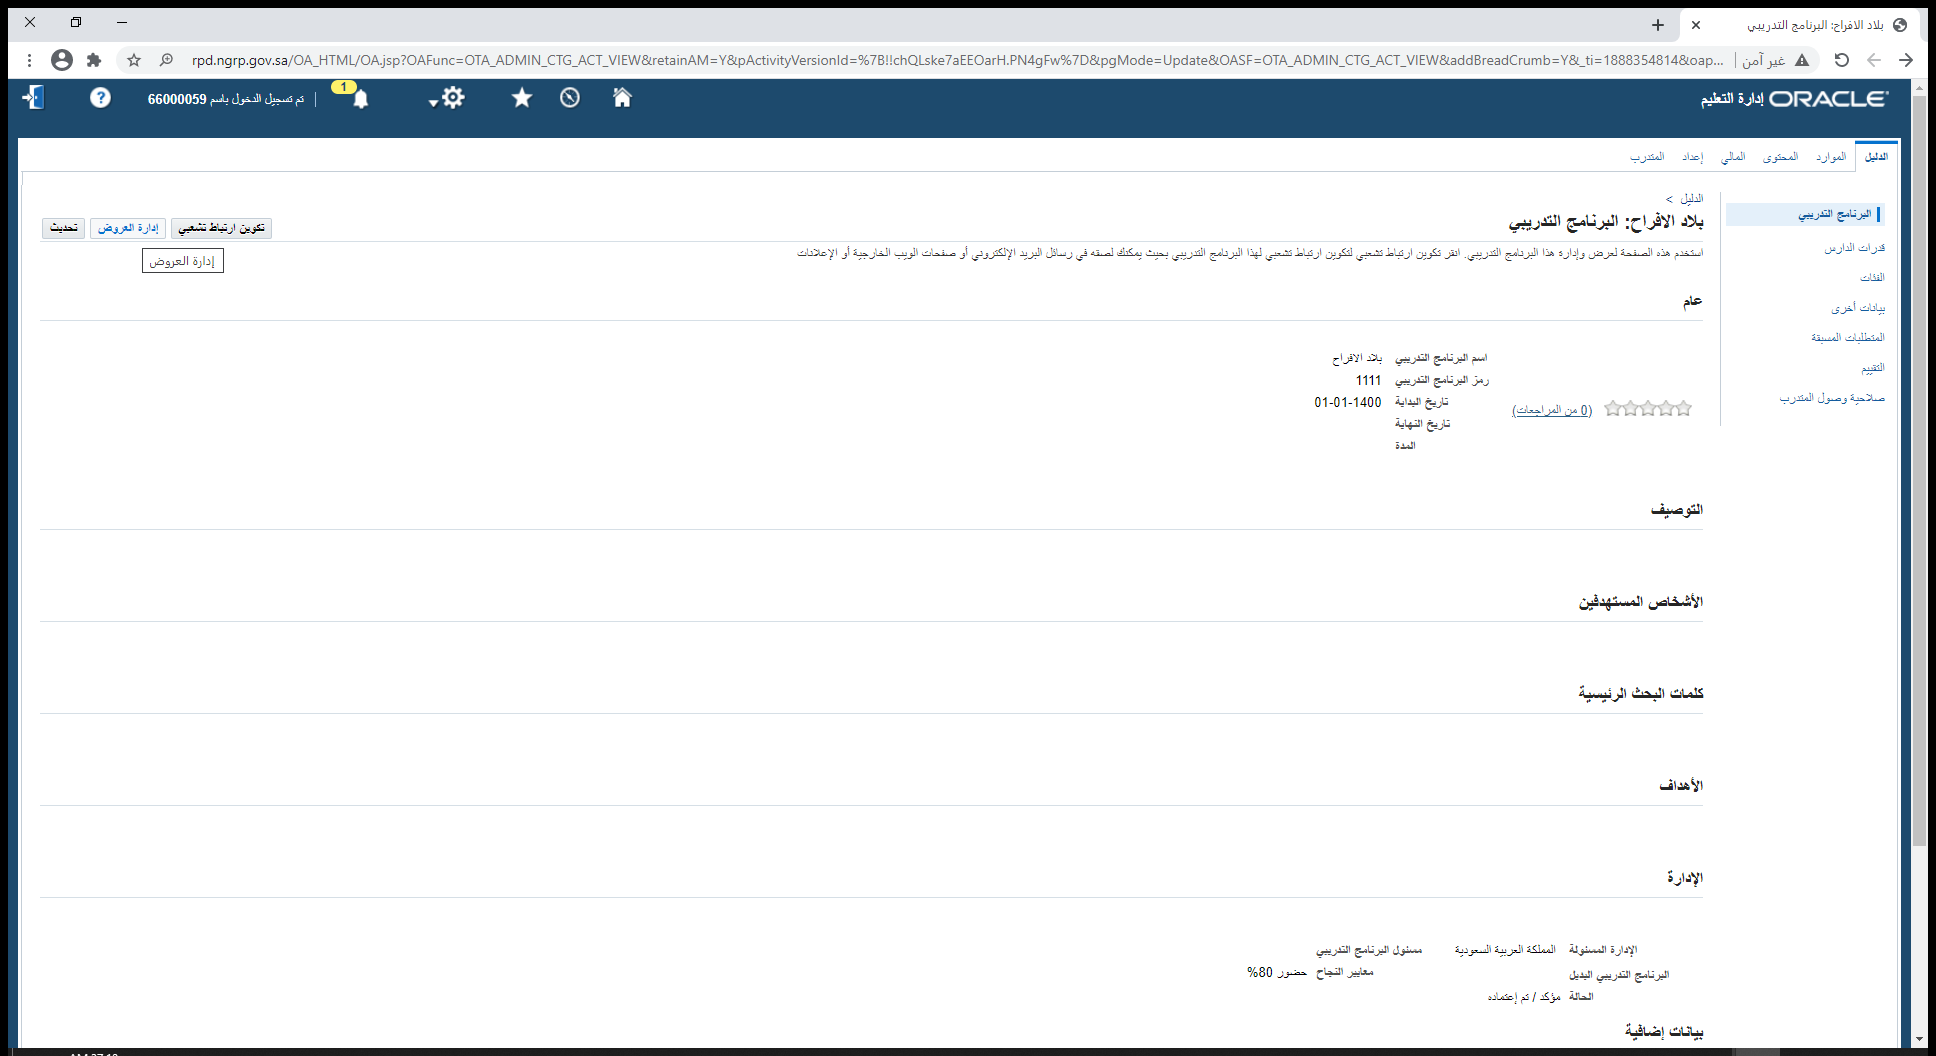 بلاد الافراح: البرنامج التدريبي
rpd.ngrp.gov.sa/OA_HTML/OA.jsp?OAFunc=OTA_ADMIN_CTG_ACT_VIEW&retainAM=Y&pActivityVersionId=%7B!!chQLske7aEEOarH.PN4gFw%7D&pgMode=Update&OASF=OTA_ADMIN_CTG_ACT_VIEW&addBreadCrumb=Y&_ti=1888354814&oap...
غير آمن
ORACLE® إدارة التعليم
1
تم تسجيل الدخول باسم 66000059
?
الدليل
الموارد
المحتوى
المالي
إعداد
المتدرب
البرنامج التدريبي
قدرات الدارس
الفئات
بيانات أخرى
المتطلبات المسبقة
التقييم
صلاحية وصول المتدرب
الدليل >
بلاد الافراح: البرنامج التدريبي
تكوين ارتباط تشعبي
إدارة العروض
تحديث
إدارة العروض
استخدم هذه الصفحة لعرض وإدارة هذا البرنامج التدريبي. انقر تكوين ارتباط تشعبي لتكوين ارتباط تشعبي لهذا البرنامج التدريبي بحيث يمكنك لصقه في رسائل البريد الإلكتروني أو صفحات الويب الخارجية أو الإعلانات
عام
(0 من المراجعات)
اسم البرنامج التدريبي بلاد الافراح
رمز البرنامج التدريبي 1111
تاريخ البداية 01-01-1400
تاريخ النهاية
المدة
التوصيف
الأشخاص المستهدفين
كلمات البحث الرئيسية
الأهداف
الإدارة
الإدارة المسئولة المملكة العربية السعودية
البرنامج التدريبي البديل
الحالة مؤكد / تم إعتماده
مسئول البرنامج التدريبي
معايير النجاح حضور 80%
بيانات إضافية